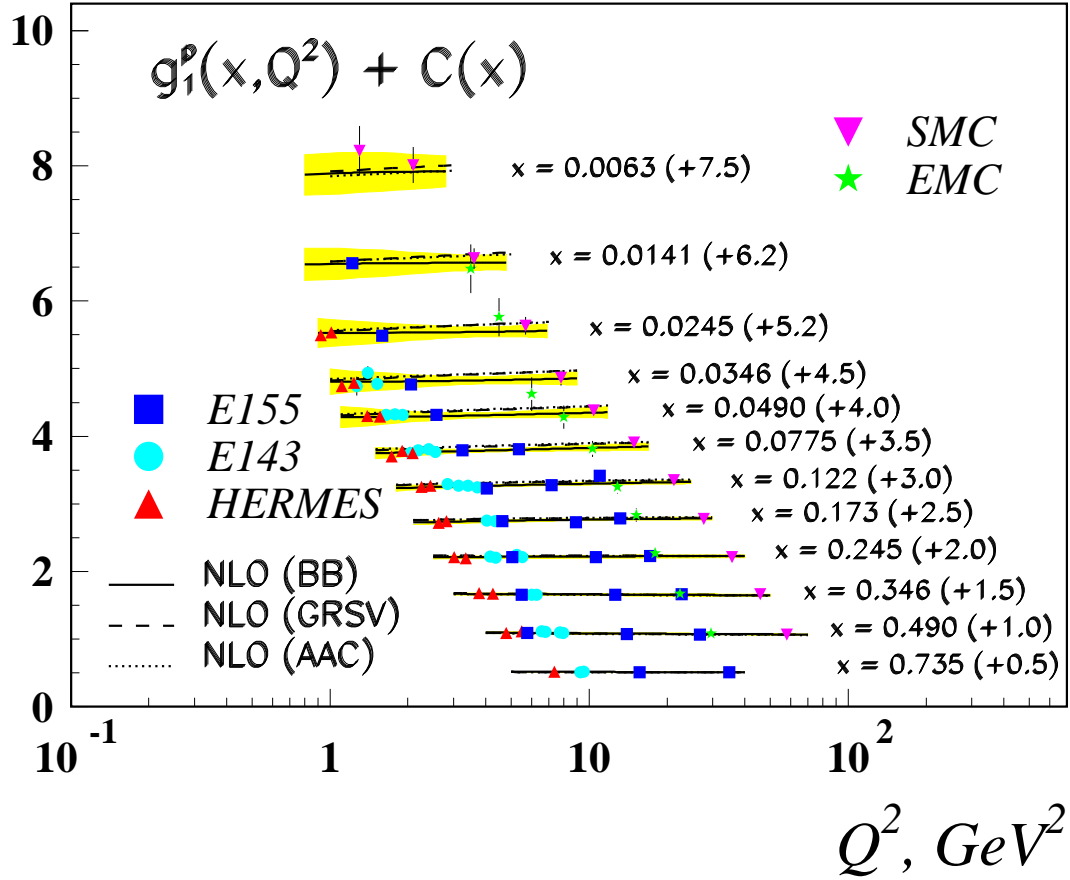 10
g₁ᵖ(x,Q²) + C(x)
SMC
EMC
8
x = 0.0063 (+7.5)
x = 0.0141 (+6.2)
6
x = 0.0245 (+5.2)
x = 0.0346 (+4.5)
E155
x = 0.0490 (+4.0)
4
x = 0.0775 (+3.5)
E143
x = 0.122 (+3.0)
HERMES
x = 0.173 (+2.5)
x = 0.245 (+2.0)
2
NLO (BB)
x = 0.346 (+1.5)
NLO (GRSV)
x = 0.490 (+1.0)
NLO (AAC)
x = 0.735 (+0.5)
0
10⁻¹ 1 10 10²
Q², GeV²